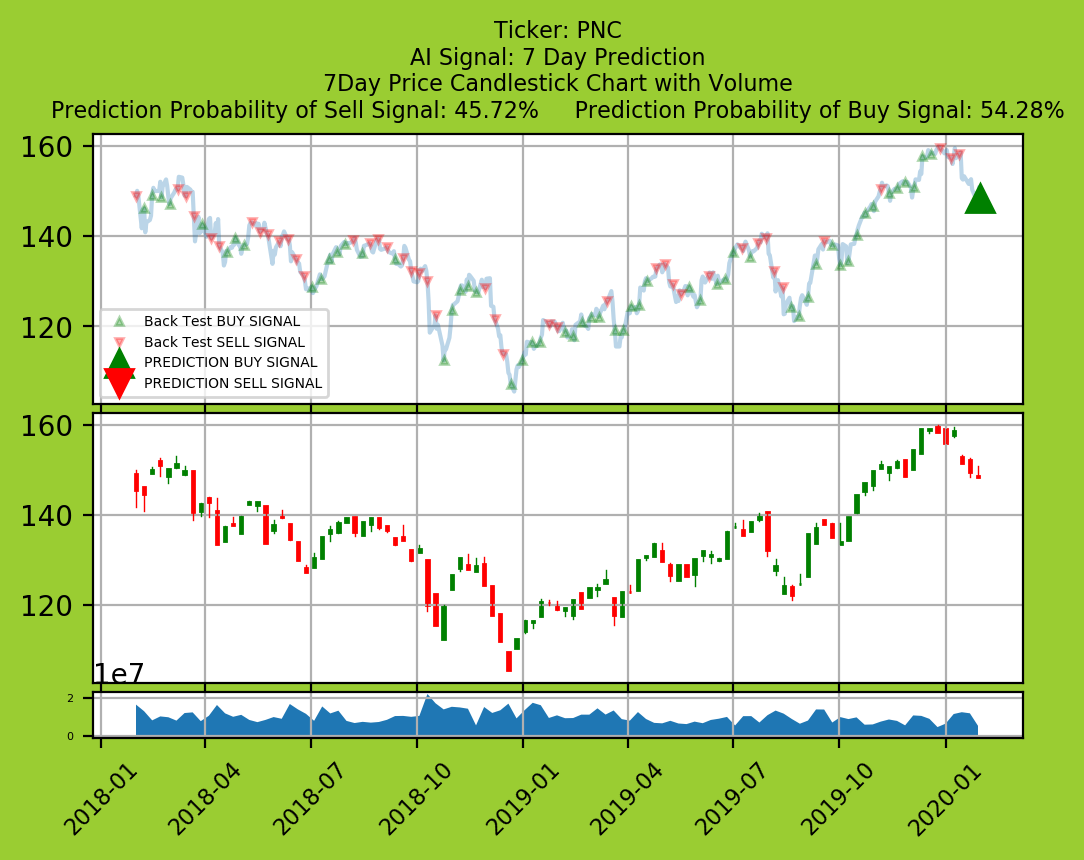 Ticker: PNC
AI Signal: 7 Day Prediction
7Day Price Candlestick Chart with Volume
Prediction Probability of Sell Signal: 45.72% Prediction Probability of Buy Signal: 54.28%
160
140
120
Back Test BUY SIGNAL
Back Test SELL SIGNAL
PREDICTION BUY SIGNAL
PREDICTION SELL SIGNAL
160
140
120
1e7
2
0
2018-01
2018-04
2018-07
2018-10
2019-01
2019-04
2019-07
2019-10
2020-01